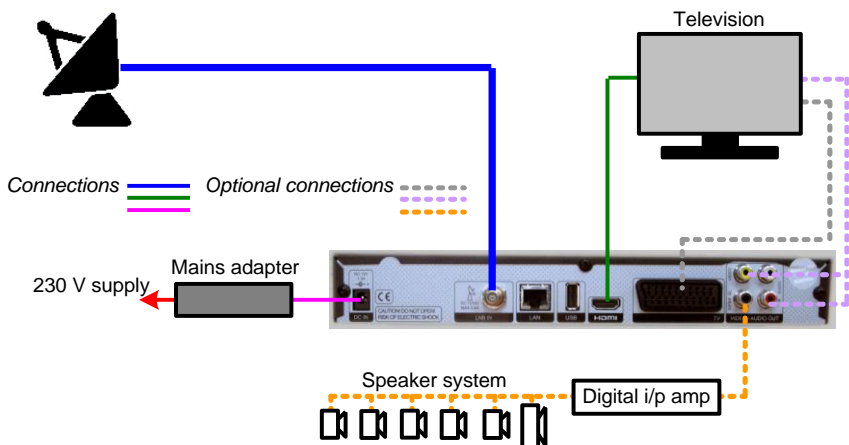 Television
Connections
Optional connections
230 V supply
Mains adapter
DC IN
CE
CAUTION DO NOT OPEN!
RISK OF ELECTRIC SHOCK
LNB IN
LAN
USB
HDMI
TV
AUDIO OUT
Speaker system
Digital i/p amp